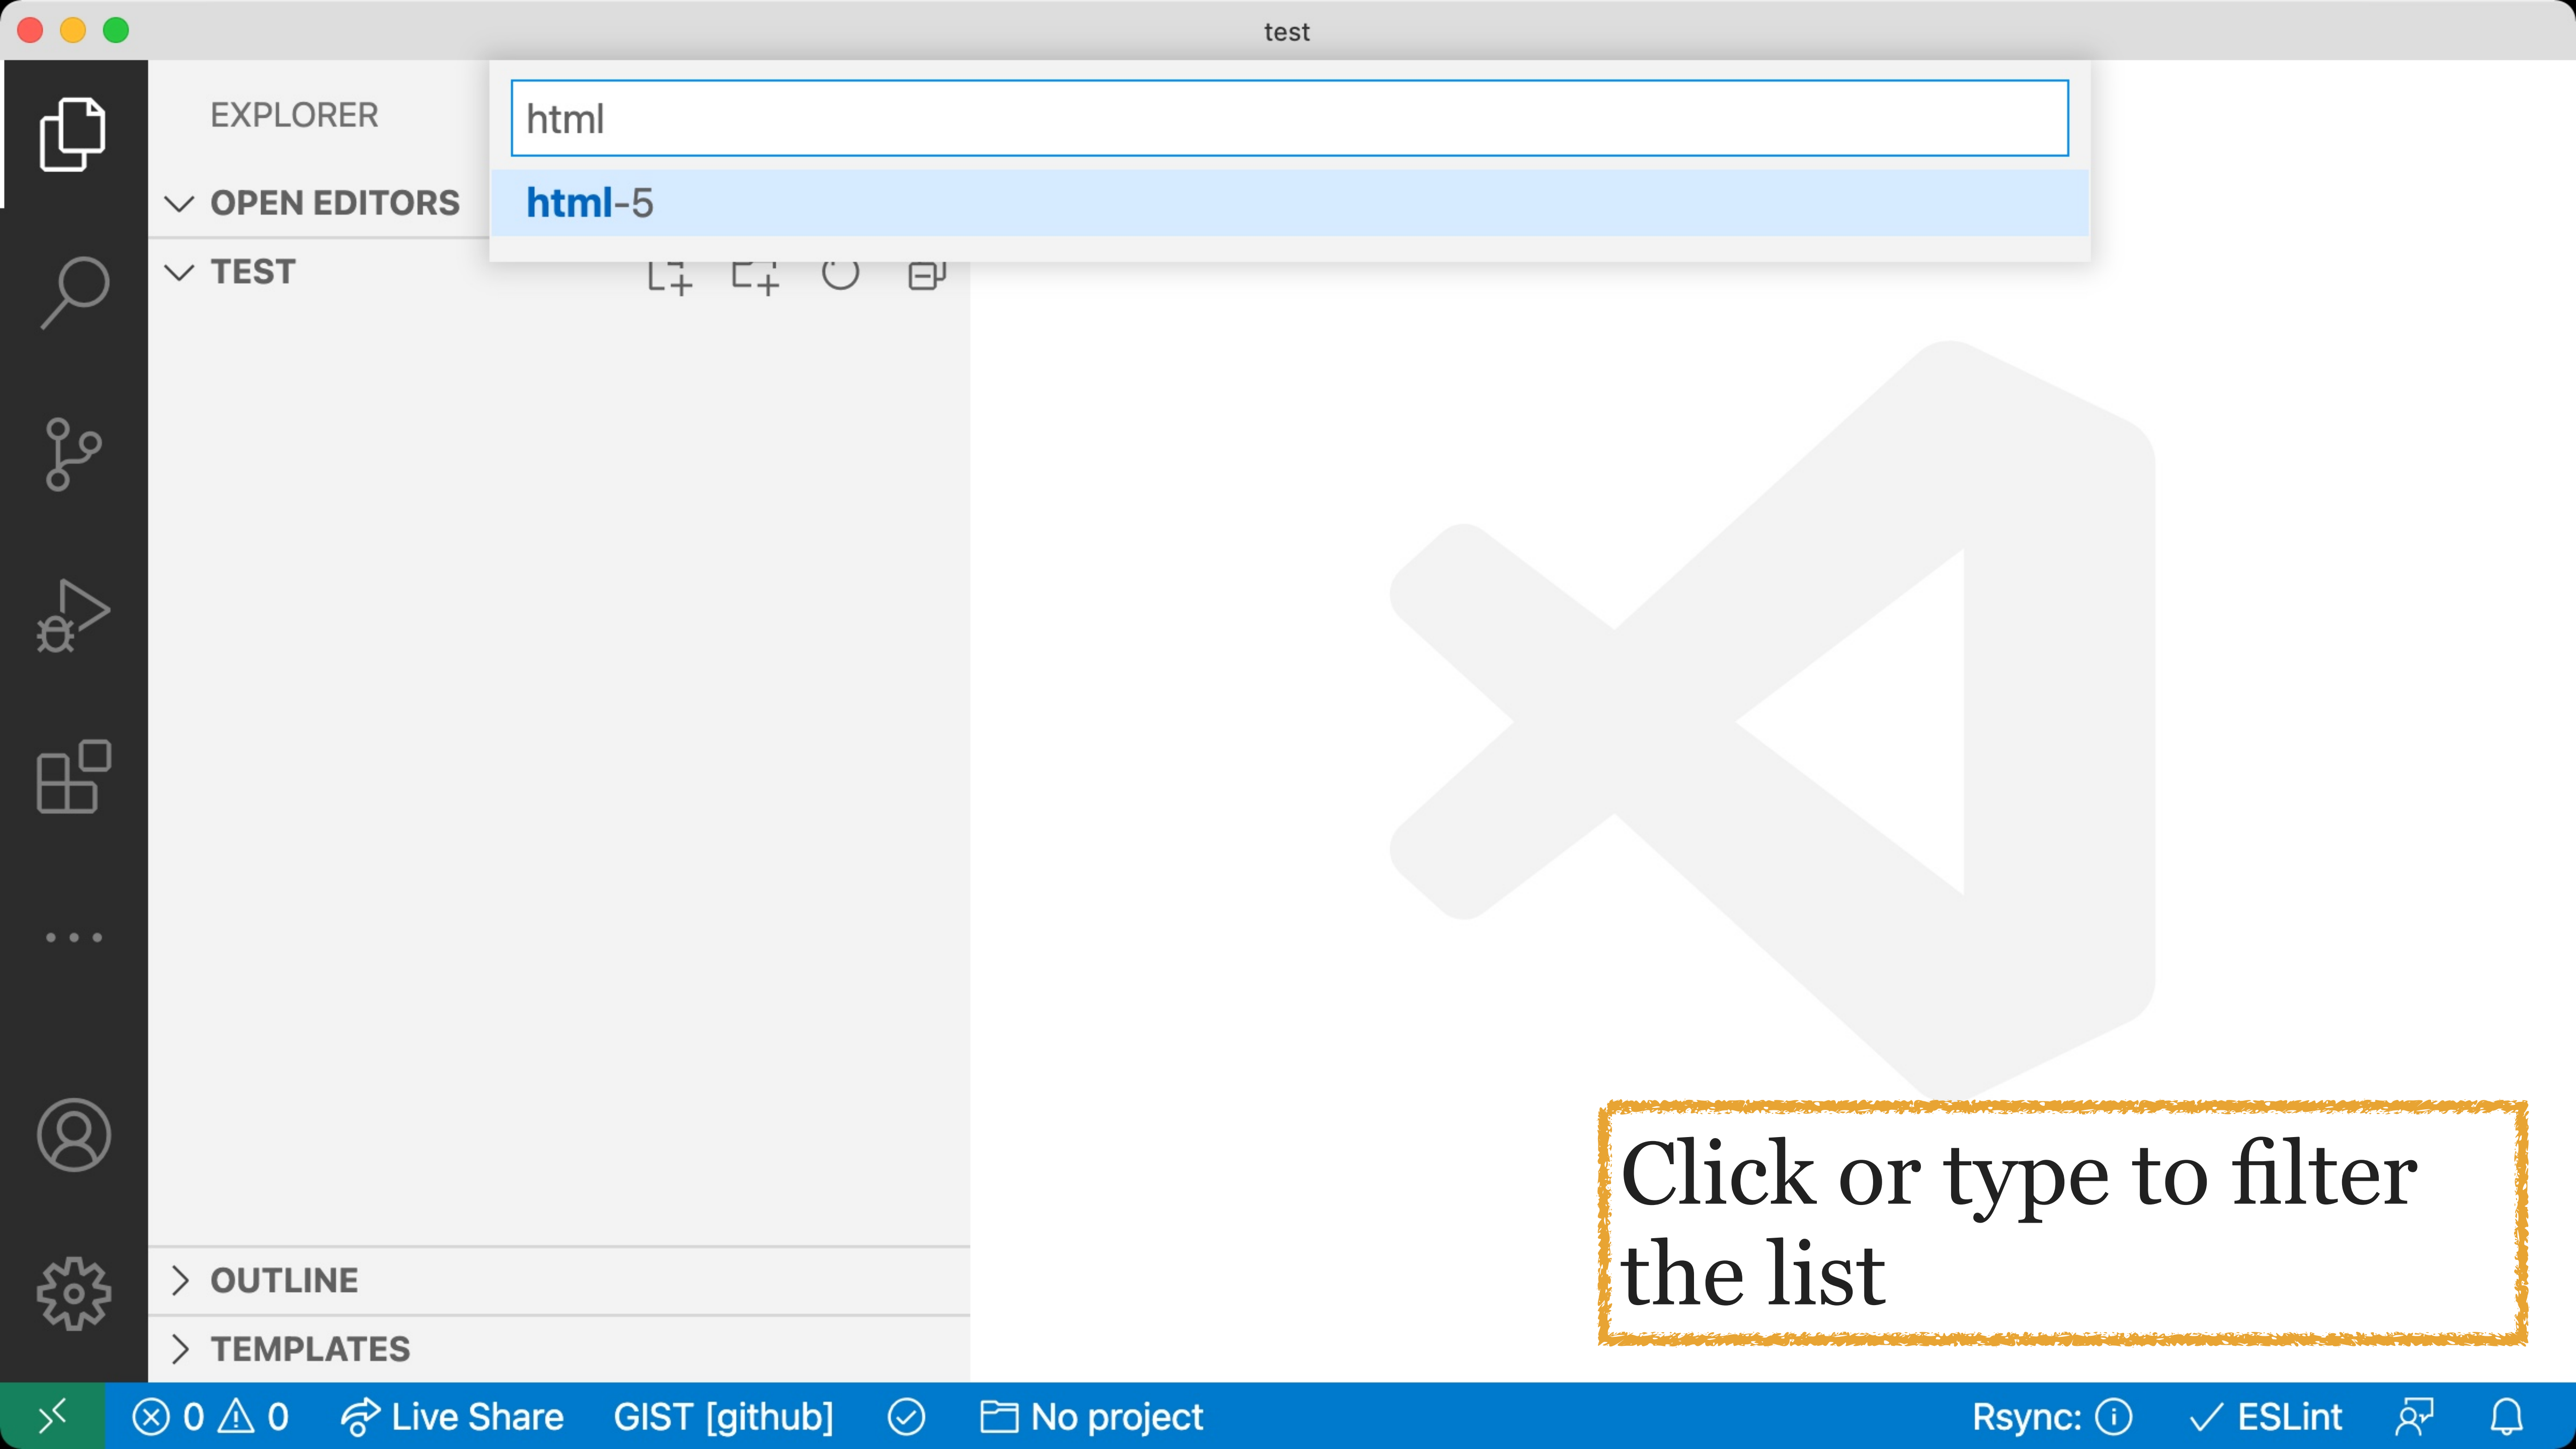 test
EXPLORER
html
html-5
OPEN EDITORS
TEST
OUTLINE
TEMPLATES
Click or type to filter
the list
0 0 Live Share GIST [github] No project Rsync: ESLint